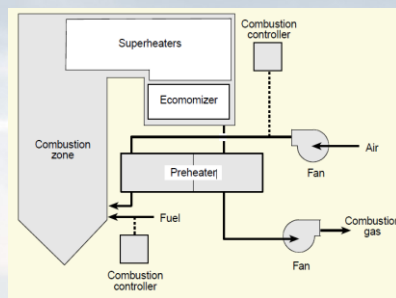 Combustion
controller
Superheaters
Ecomomizer
Combustion
zone
Air
Fan
Preheater
Fuel
Combustion
gas
Fan
Combustion
controller